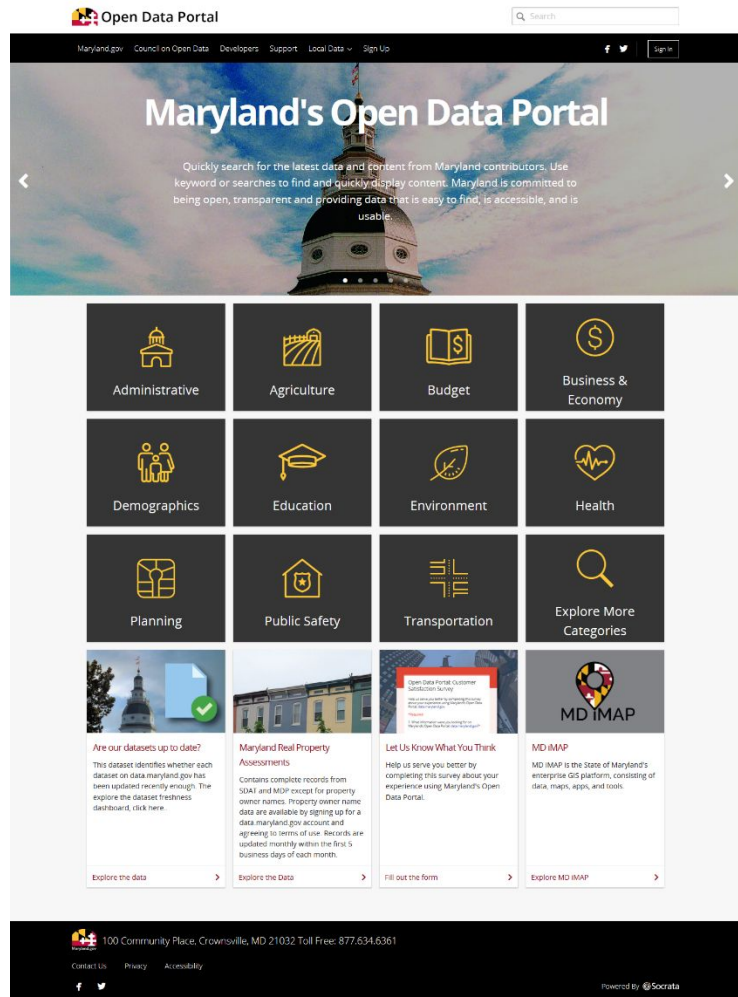 Open Data Portal
Search
Maryland.gov Council on Open Data Developers Support Local Data Sign Up
Sign In
Maryland's Open Data Portal
Quickly search for the latest data and content from Maryland contributors. Use
keyword or searches to find and quickly display content. Maryland is committed to
being open, transparent and providing data that is easy to find, is accessible, and is
usable.
Administrative
Agriculture
Budget
Business &
Economy
Demographics
Education
Environment
Health
Planning
Public Safety
Transportation
Explore More
Categories
Open Data Portal: Customer
Satisfaction Survey
MD iMAP
Are our datasets up to date?
This dataset identifies whether each
dataset on data.maryland.gov has
been updated recently enough. The
explore the dataset freshness
dashboard, click here .
Explore the data
Maryland Real Property
Assessments
Contains complete records from
SDAT and MDP except for property
owner names. Property owner name
data are available by signing up for a
data.maryland.gov account and
agreeing to terms of use. Records are
updated monthly within the first 5
business days of each month.
Explore the Data
Let Us Know What You Think
Help us serve you better by
completing this survey about your
experience using Maryland's Open
Data Portal.
Fill out the form
MD iMAP
MD iMAP is the State of Maryland's
enterprise GIS platform, consisting of
data, maps, apps, and tools.
Explore MD iMAP
100 Community Place, Crownsville, MD 21032 Toll Free: 877.634.6361
Contact Us Privacy Accessibility
Powered By Socrata